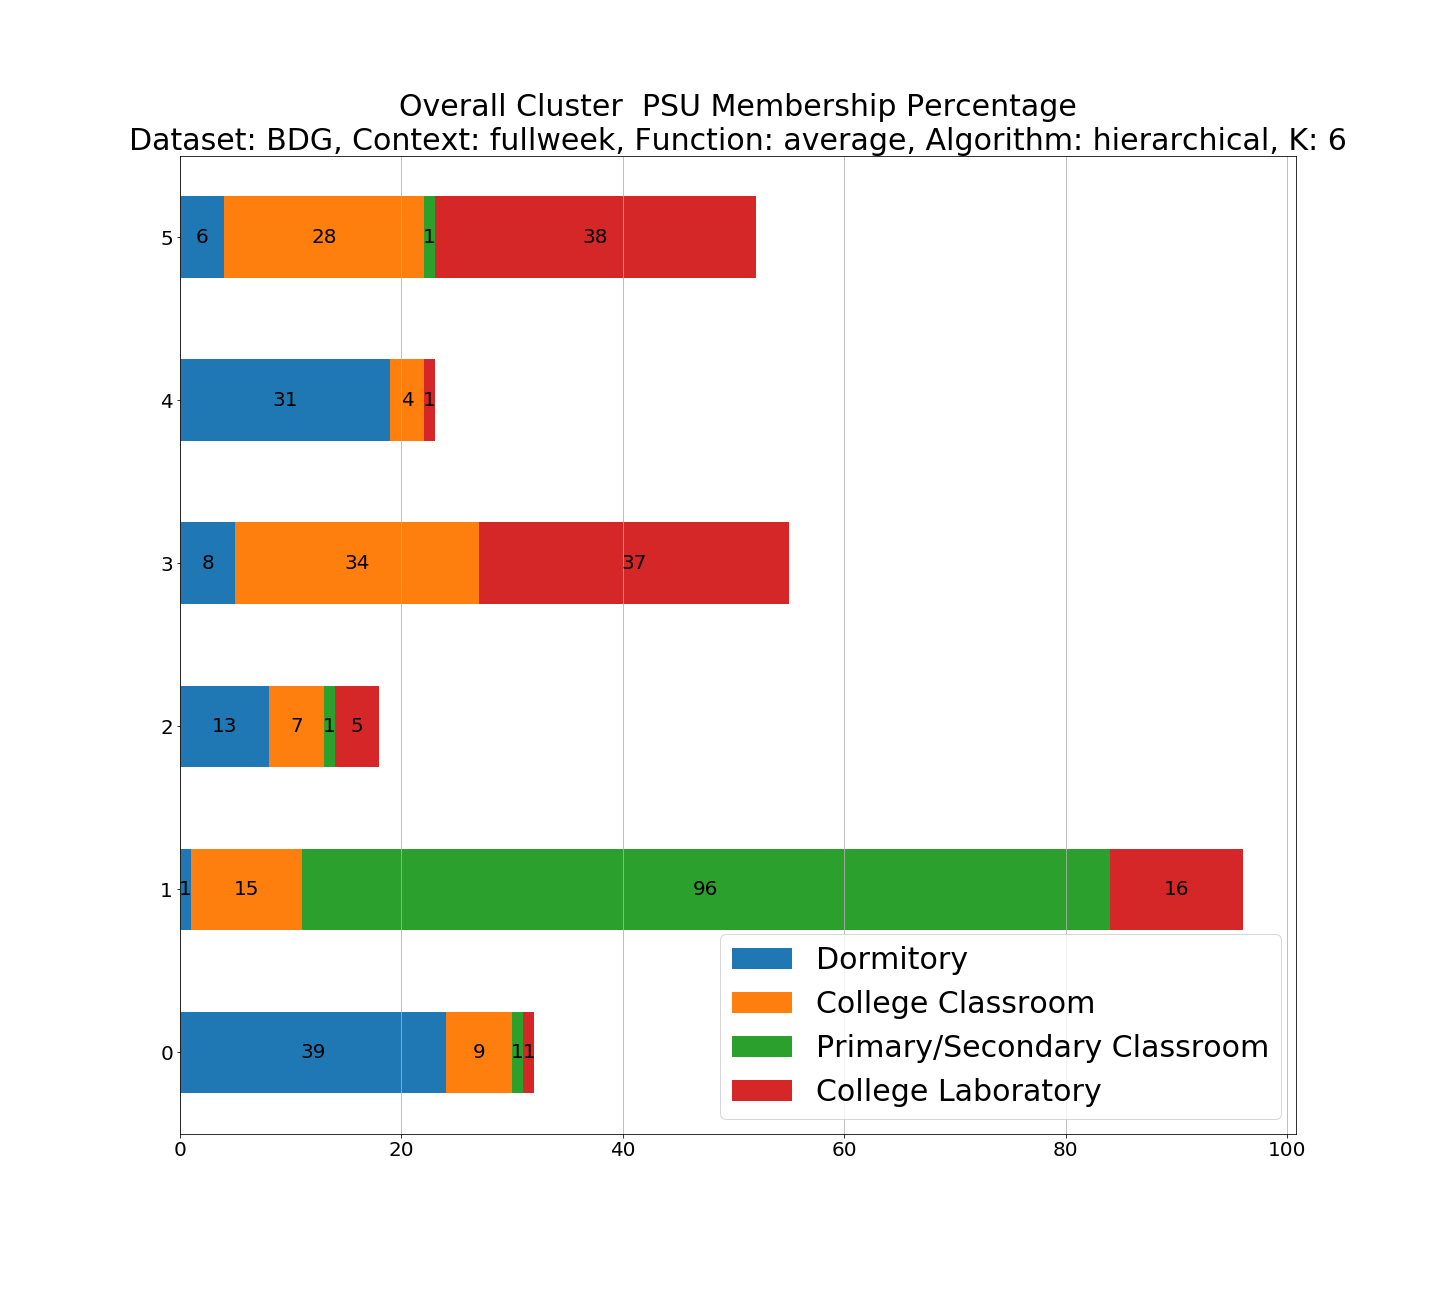 Overall Cluster  PSU Membership Percentage
Dataset: BDG, Context: fullweek, Function: average, Algorithm: hierarchical, K: 6
5 6 28 1 38
4 31 4 1
3 8 34 37
2 13 7 1 5
1 1 15 96 16
0 39 9 1 1
Dormitory
College Classroom
Primary/Secondary Classroom
College Laboratory
0 20 40 60 80 100